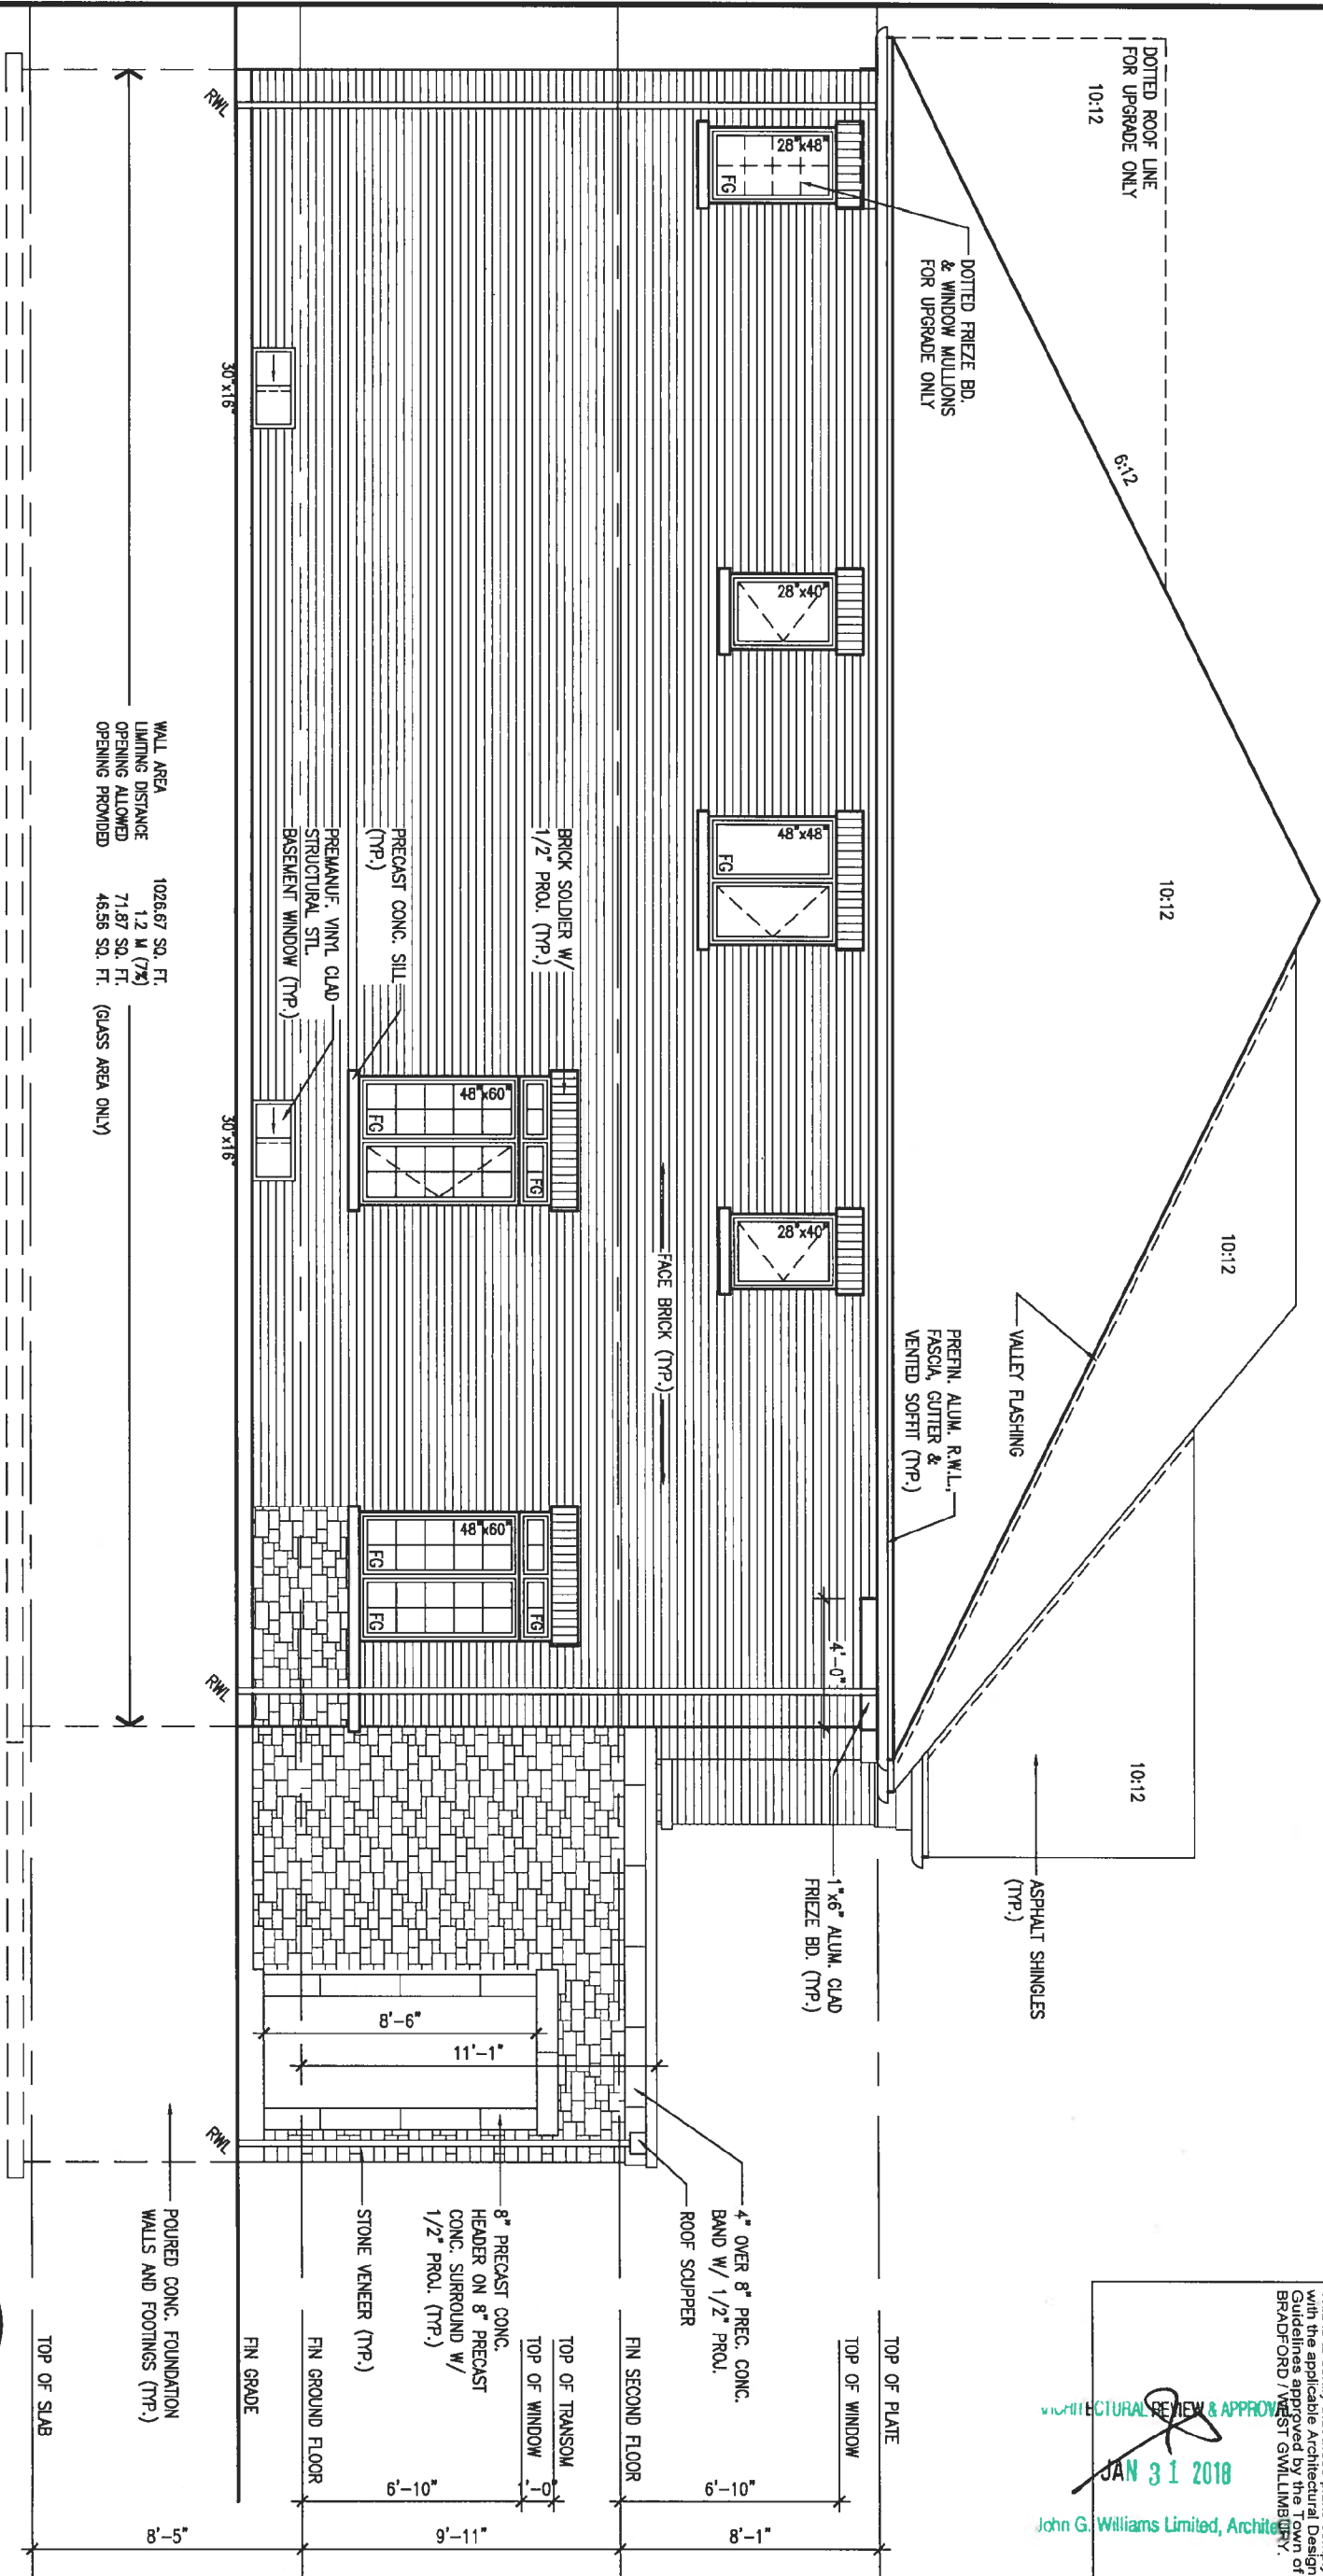 DOTTED ROOF LINE
FOR UPGRADE ONLY
10:12
6:12
10:12
10:12
10:12
DOTTED FRIEZE BD.
& WINDOW MULLIONS
FOR UPGRADE ONLY
VALLEY FLASHING
PREFIN. ALUM. R.W.L.,
FASCIA, GUTTER &
VENTED SOFFIT (TYP.)
ASPHALT SHINGLES
(TYP.)
28"x48"
FG
28"x40"
48"x48"
FG
28"x40"
4'-0"
1"x6" ALUM. CLAD
FRIEZE BD. (TYP.)
FACE BRICK (TYP.)
BRICK SOLDIER W/
1/2" PROJ. (TYP.)
PRECAST CONC. SILL
(TYP.)
PREMANUF. VINYL CLAD
STRUCTURAL STL.
BASEMENT WINDOW (TYP.)
48"x60"
FG
FG
48"x60"
FG
FG
FG
8'-6"
11'-1"
4" OVER 8" PREC. CONC.
BAND W/ 1/2" PROJ.
ROOF SCUPPER
8" PRECAST CONC.
HEADER ON 8" PRECAST
CONC. SURROUND W/
1/2" PROJ. (TYP.)
STONE VENEER (TYP.)
POURED CONC. FOUNDATION
WALLS AND FOOTINGS (TYP.)
RWL
30"x16"
30"x16"
RWL
RWL
WALL AREA 1026.67 SQ. FT.
LIMITING DISTANCE 1.2 M (7%)
OPENING ALLOWED 71.87 SQ. FT.
OPENING PROVIDED 46.56 SQ. FT. (GLASS AREA ONLY)
TOP OF PLATE
TOP OF WINDOW
FIN SECOND FLOOR
TOP OF TRANSOM
TOP OF WINDOW
FIN GROUND FLOOR
FIN GRADE
TOP OF SLAB
6'-10"
8'-1"
1'-0"
6'-10"
9'-11"
8'-5"
with the applicable Architectural Design
Guidelines approved by the Town of
BRADFORD / WEST GWILLIMBURY.
ARCHITECTURAL REVIEW & APPROVAL
JAN 31 2018
John G. Williams Limited, Architect